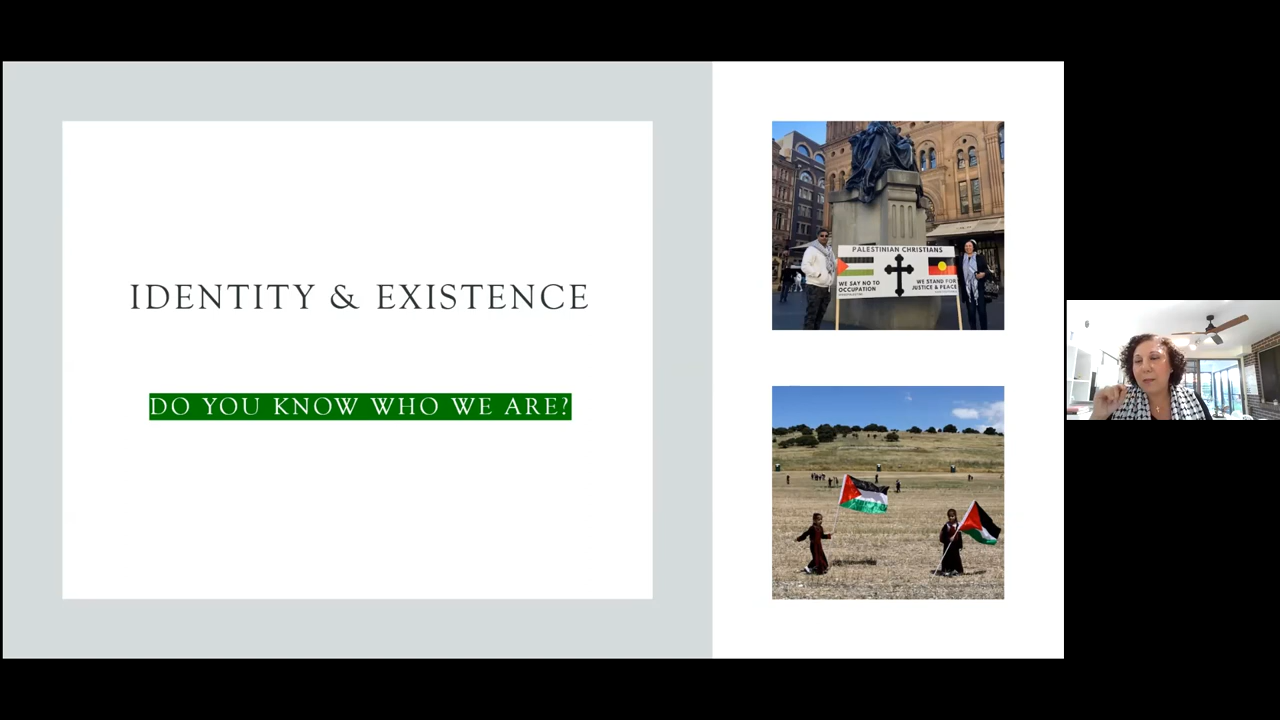 IDENTITY & EXISTENCE
DO YOU KNOW WHO WE ARE?
PALESTINIAN CHRISTIANS
WE SAY NO TO
OCCUPATION
WE STAND FOR
JUSTICE & PEACE